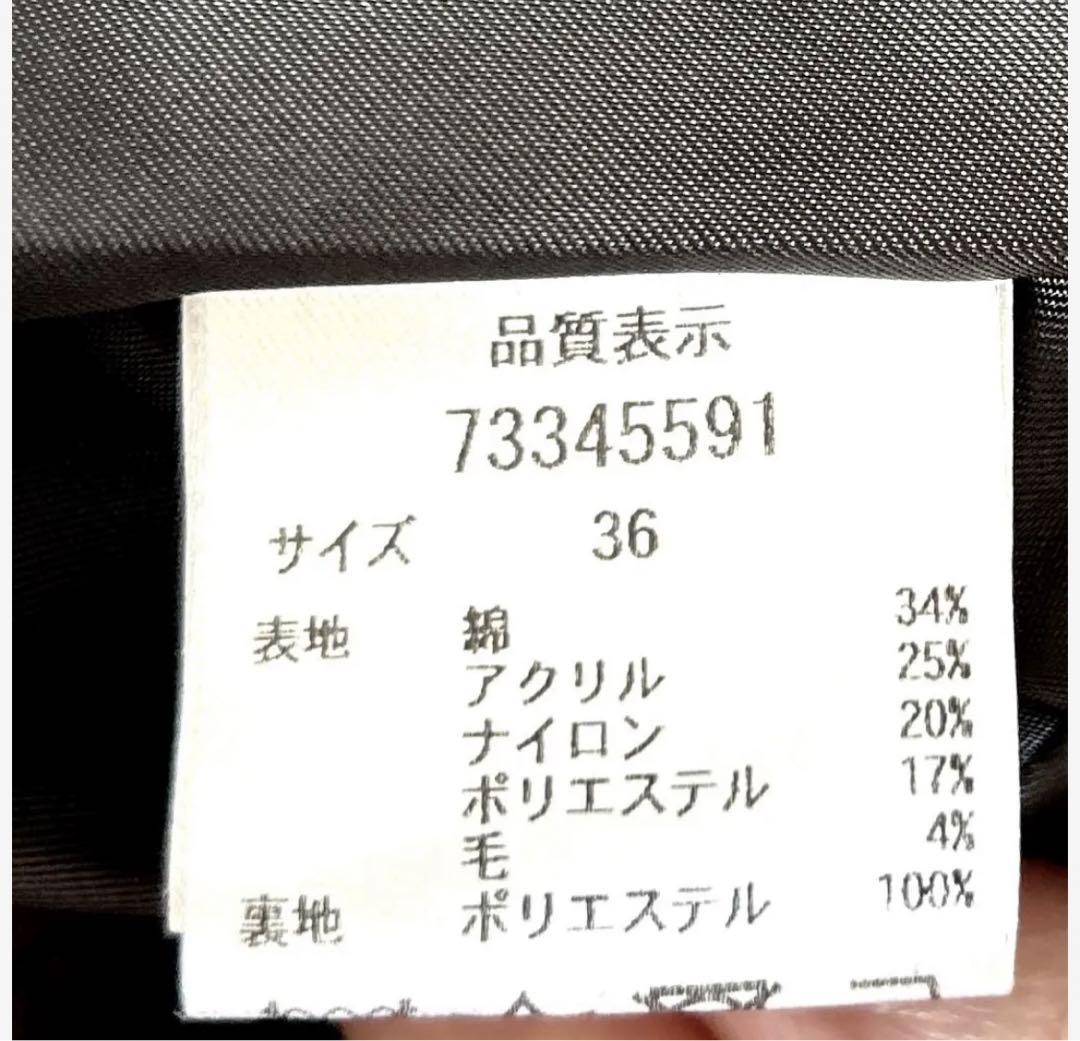 品質表示
73345591
サイズ 36
表地 綿 34%
アクリル 25%
ナイロン 20%
ポリエステル 17%
毛 4%
裏地 ポリエステル 100%